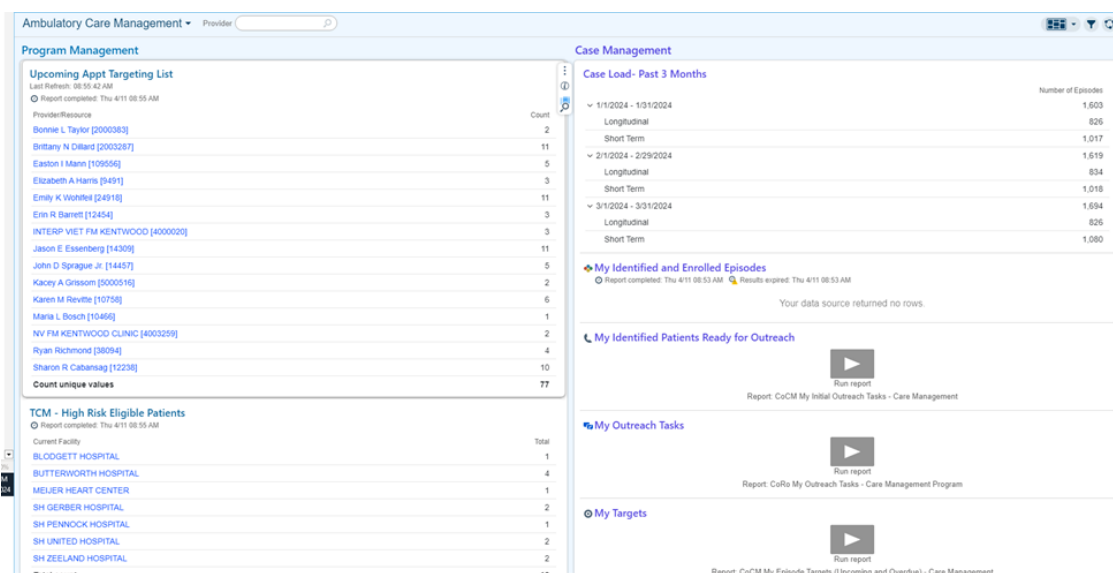 Ambulatory Care Management
Provider
Program Management
Upcoming Appt Targeting List
Last Refresh: 08:55:42 AM
Report completed: Thu 4/11 08:55 AM
Provider/Resource Count
Bonnie L Taylor [2000383] 2
Brittany N Dillard [2003287] 11
Easton I Mann [109556] 5
Elizabeth A Harris [9491] 3
Emily K Wohlfeil [24918] 11
Erin R Barrett [12454] 3
INTERP VIET FM KENTWOOD [4000020] 3
Jason E Essenberg [14309] 11
John D Sprague Jr. [14457] 5
Kacey A Grissom [5000516] 2
Karen M Revitte [10758] 6
Maria L Bosch [10466] 1
NV FM KENTWOOD CLINIC [4003259] 2
Ryan Richmond [38094] 4
Sharon R Cabansag [12238] 10
Count unique values 77
TCM - High Risk Eligible Patients
Report completed: Thu 4/11 08:55 AM
Current Facility Total
BLODGETT HOSPITAL 1
BUTTERWORTH HOSPITAL 4
MEIJER HEART CENTER 1
SH GERBER HOSPITAL 2
SH PENNOCK HOSPITAL 1
SH UNITED HOSPITAL 2
SH ZEELAND HOSPITAL 2
Case Management
Case Load- Past 3 Months
Number of Episodes
1/1/2024 - 1/31/2024 1,603
Longitudinal 826
Short Term 1,017
2/1/2024 - 2/29/2024 1,619
Longitudinal 834
Short Term 1,018
3/1/2024 - 3/31/2024 1,694
Longitudinal 826
Short Term 1,080
My Identified and Enrolled Episodes
Report completed: Thu 4/11 08:53 AM Results expired: Thu 4/11 08:53 AM
Your data source returned no rows.
My Identified Patients Ready for Outreach
Run report
Report: CoCM My Initial Outreach Tasks - Care Management
My Outreach Tasks
Run report
Report: CoRo My Outreach Tasks - Care Management Program
My Targets
Run report
Report: CoCM My Episode Targets (Upcoming and Overdue) - Care Management